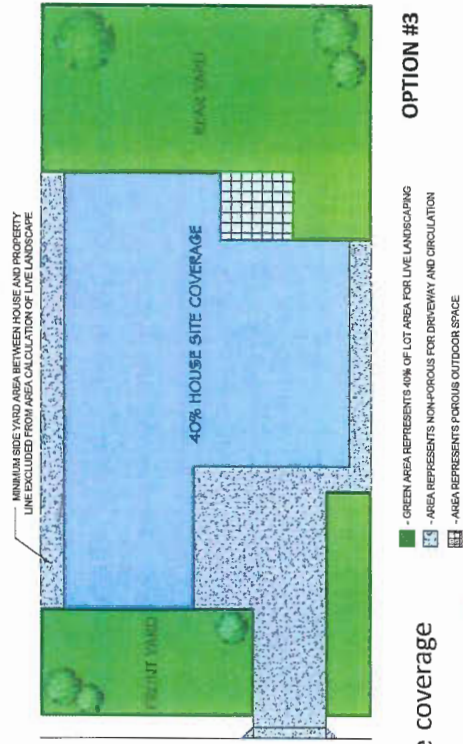 MINIMUM SIDE YARD AREA BETWEEN HOUSE AND PROPERTY
LINE EXCLUDED FROM AREA CALCULATION OF LIVE LANDSCAPE
FRONT YARD
40% HOUSE SITE COVERAGE
REAR YARD
- GREEN AREA REPRESENTS 40% OF LOT AREA FOR LIVE LANDSCAPING
- AREA REPRESENTS NON-POROUS FOR DRIVEWAY AND CIRCULATION
- AREA REPRESENTS POROUS OUTDOOR SPACE
OPTION #3
e coverage